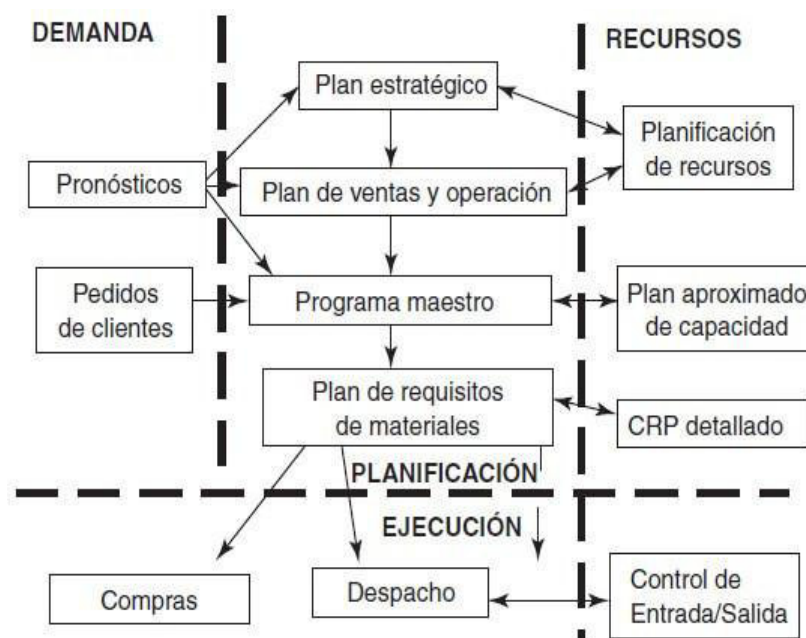 DEMANDA
RECURSOS
Plan estratégico
Planificación
de recursos
Pronósticos
Plan de ventas y operación
Pedidos
de clientes
Programa maestro
Plan aproximado
de capacidad
Plan de requisitos
de materiales
CRP detallado
PLANIFICACIÓN
EJECUCIÓN
Compras
Despacho
Control de
Entrada/Salida